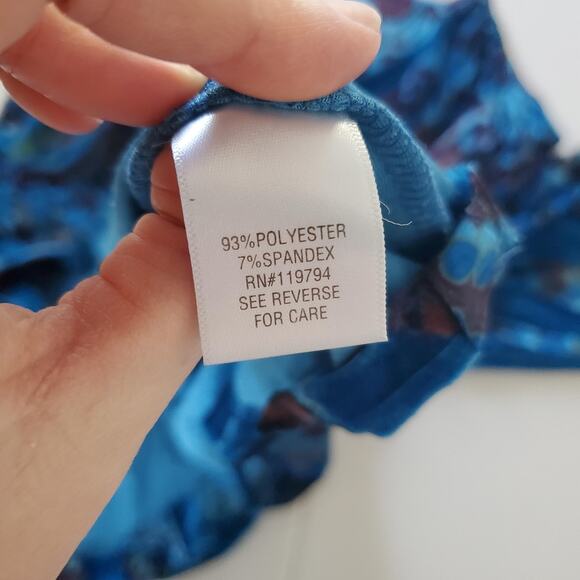 93%POLYESTER
7%SPANDEX
RN#119794
SEE REVERSE
FOR CARE